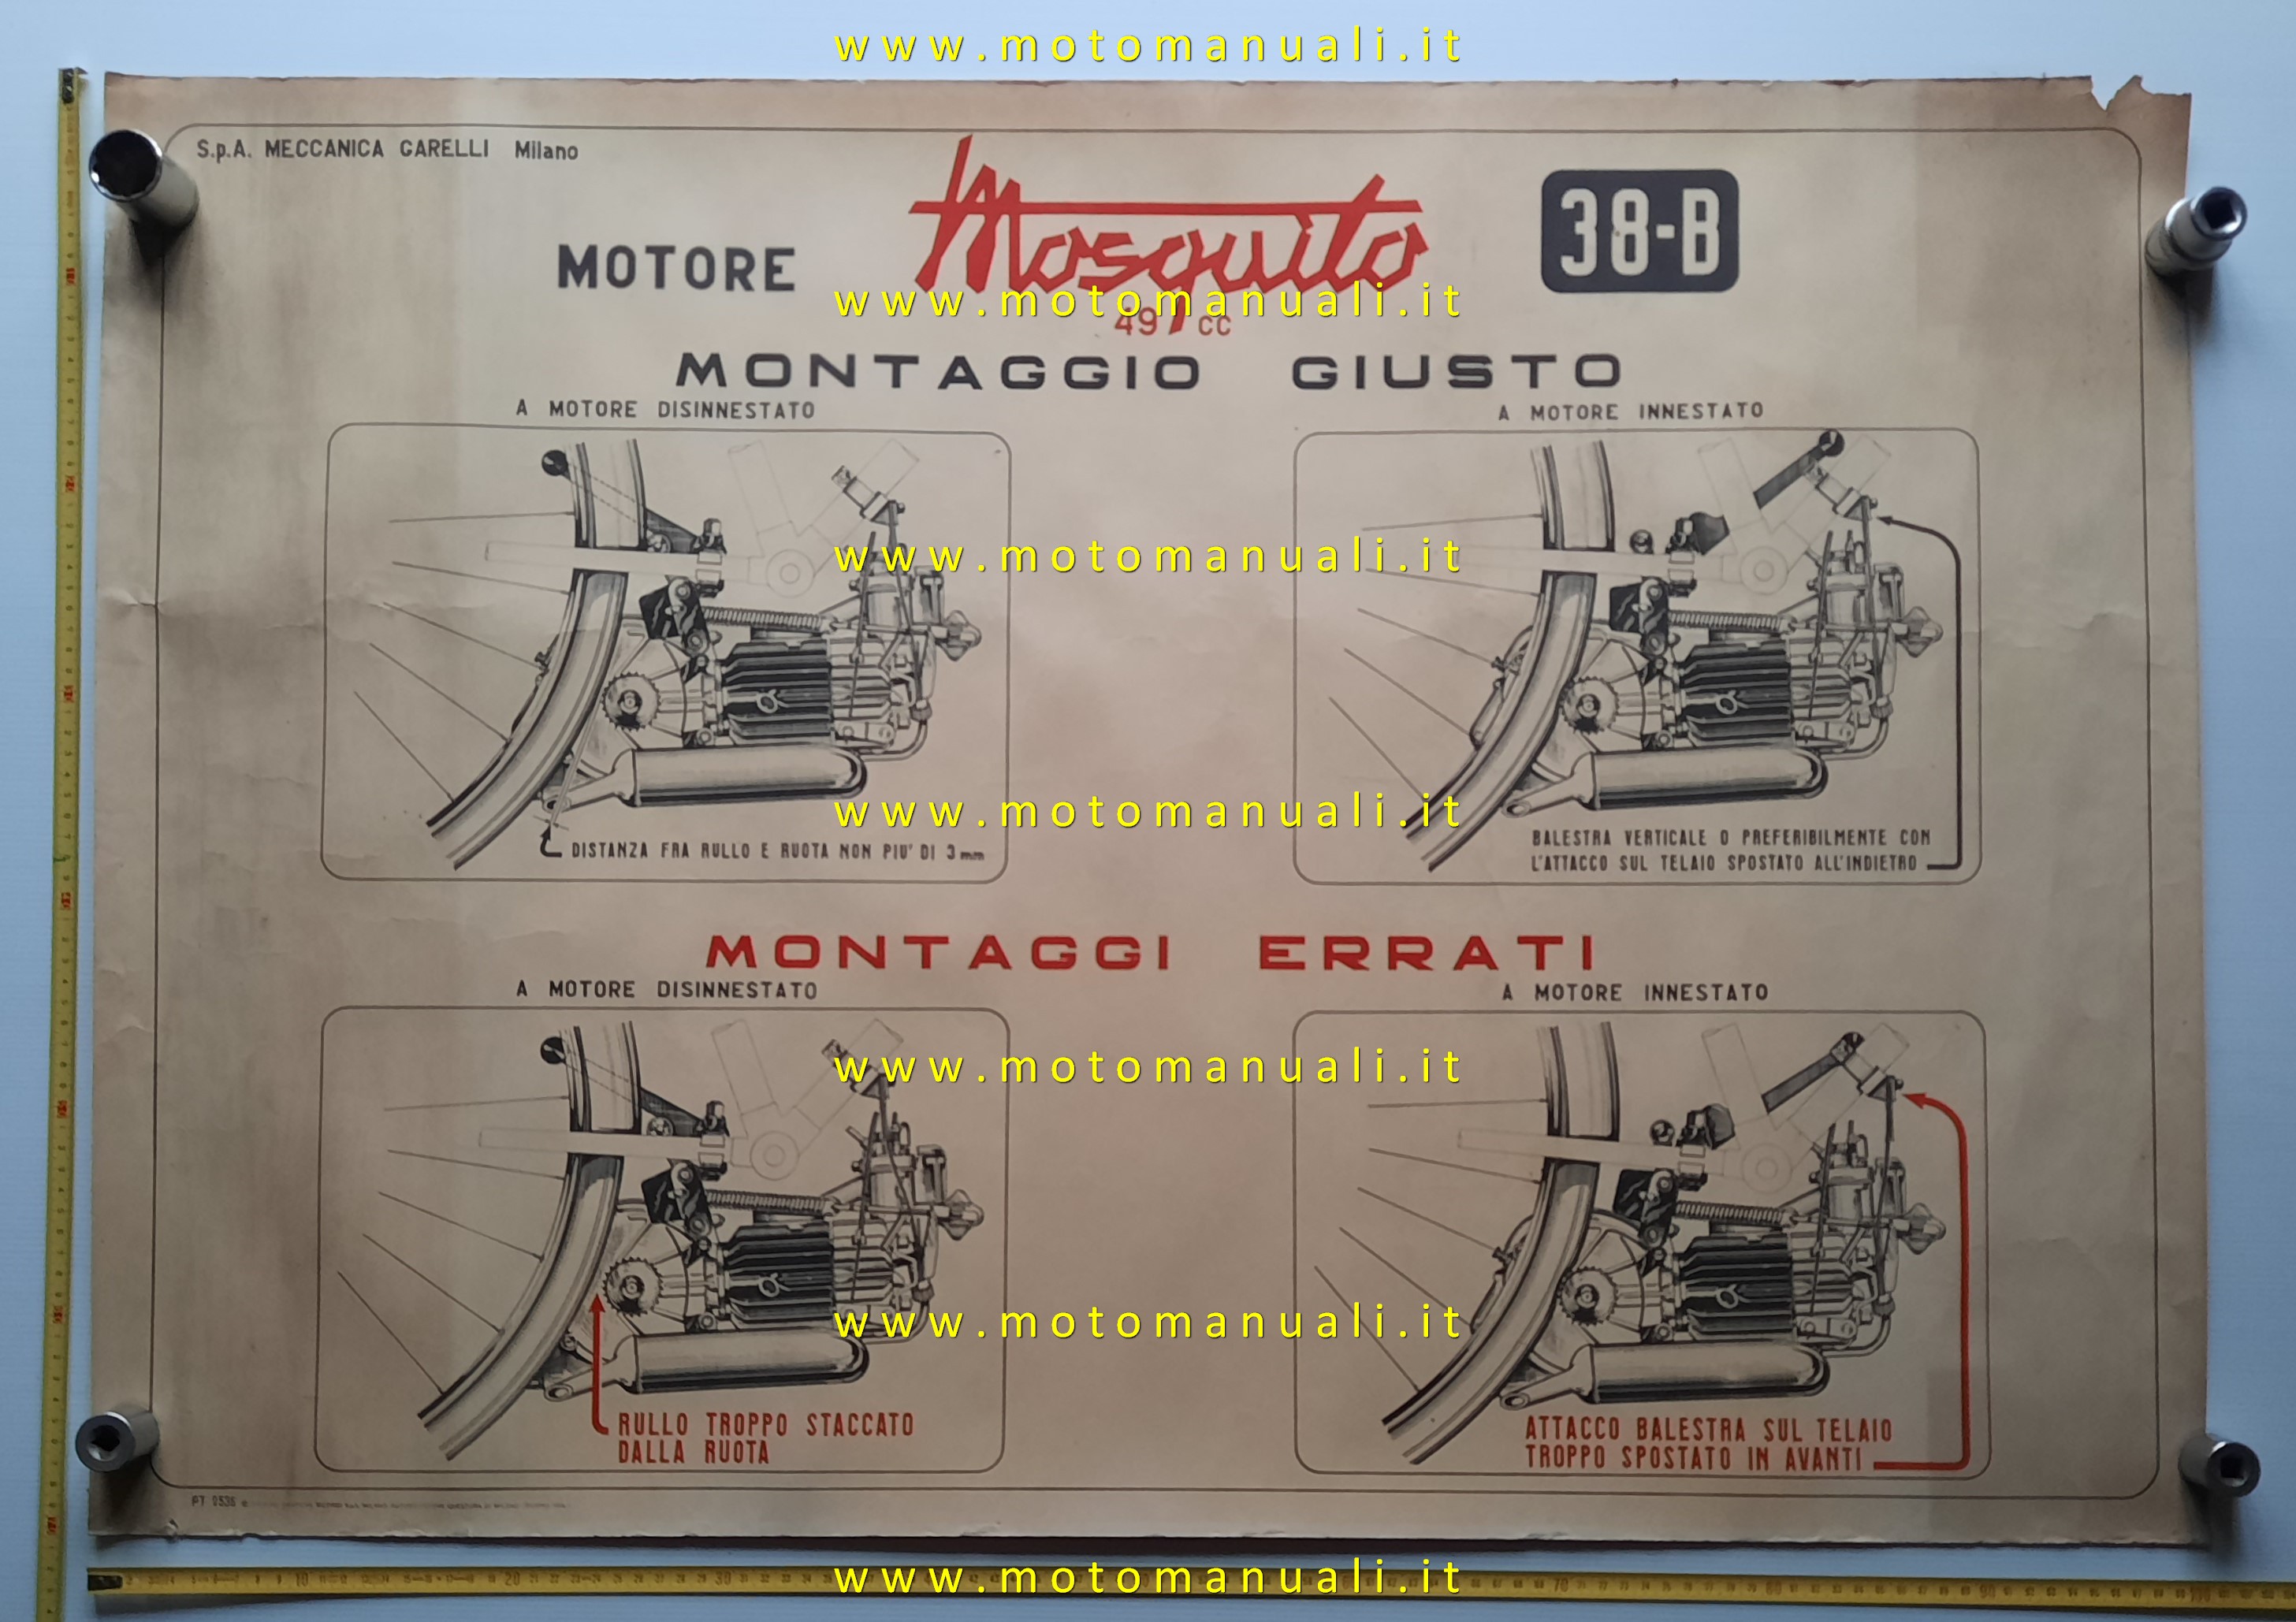 www.motomanuali.it
S.p.A. MECCANICA GARELLI Milano
MOTORE Mosquito 38-B
www.motomanuali.it
49 cc
MONTAGGIO GIUSTO
A MOTORE DISINNESTATO
A MOTORE INNESTATO
www.motomanuali.it
www.motomanuali.it
DISTANZA FRA RULLO E RUOTA NON PIU' DI 3 mm
BALESTRA VERTICALE O PREFERIBILMENTE CON
L'ATTACCO SUL TELAIO SPOSTATO ALL'INDIETRO
MONTAGGI ERRATI
A MOTORE DISINNESTATO
A MOTORE INNESTATO
www.motomanuali.it
www.motomanuali.it
RULLO TROPPO STACCATO
DALLA RUOTA
ATTACCO BALESTRA SUL TELAIO
TROPPO SPOSTATO IN AVANTI
www.motomanuali.it